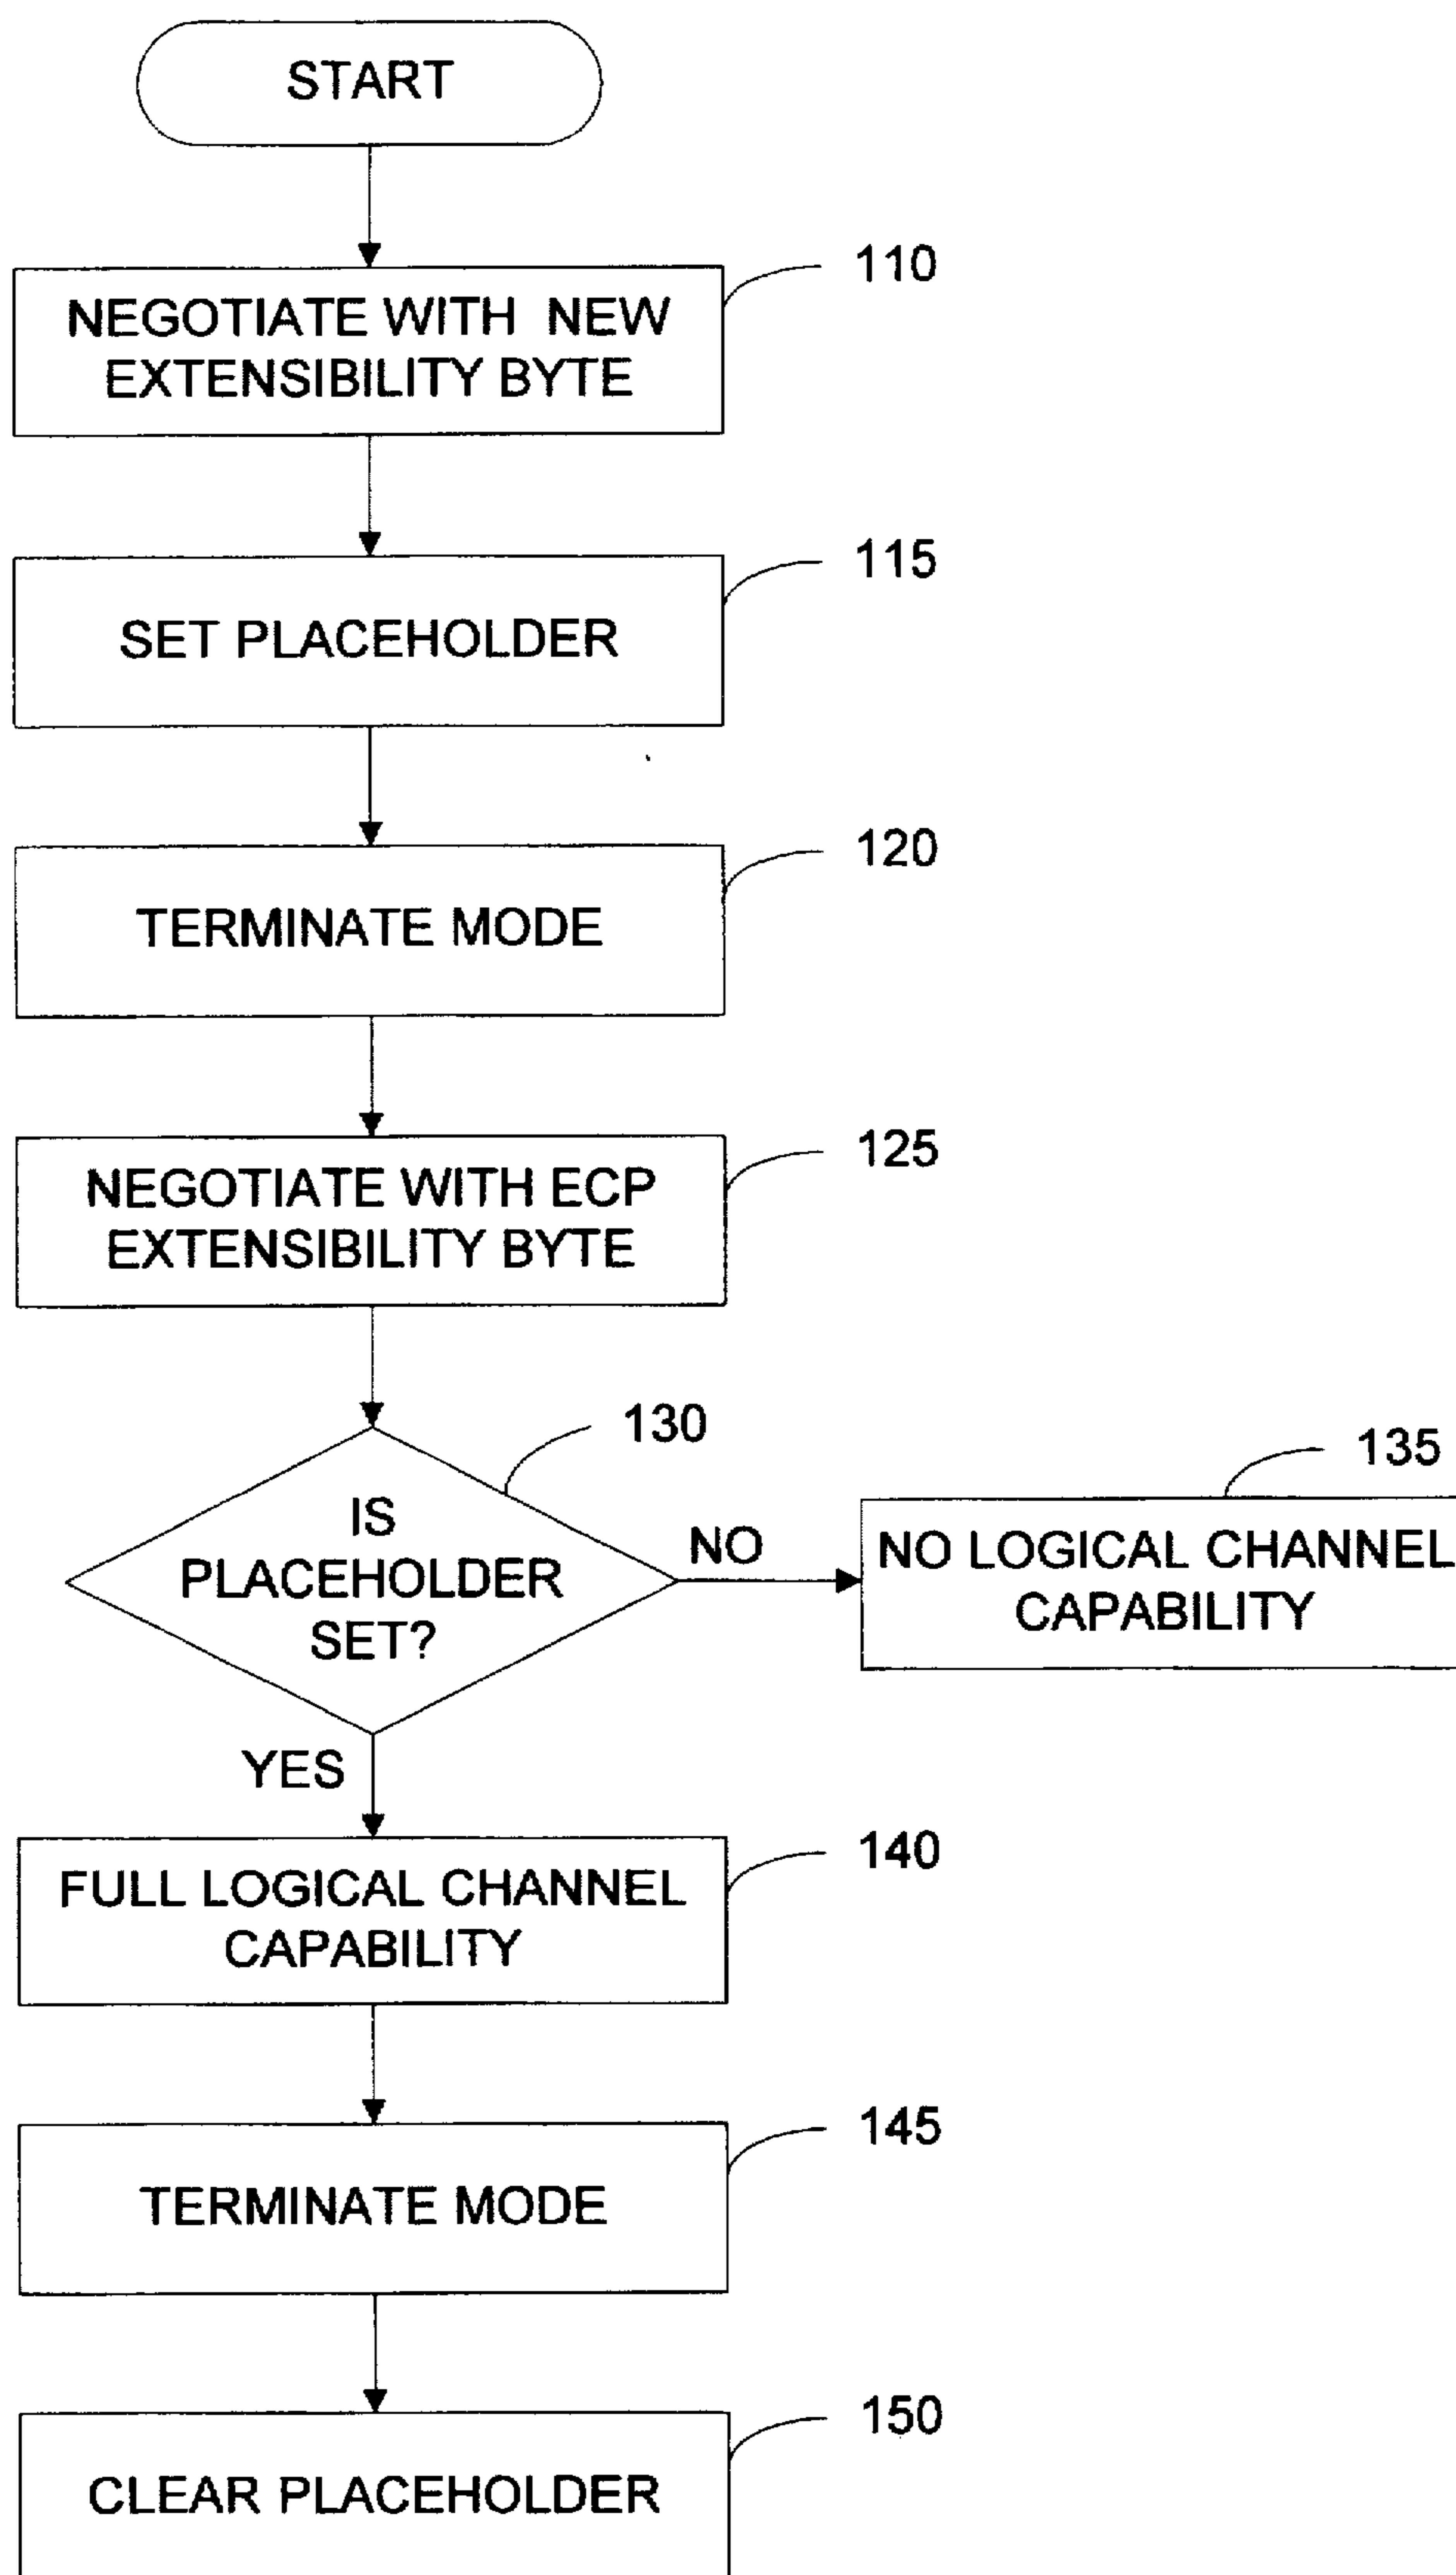 START
110
NEGOTIATE WITH NEW
EXTENSIBILITY BYTE
115
SET PLACEHOLDER
120
TERMINATE MODE
125
NEGOTIATE WITH ECP
EXTENSIBILITY BYTE
130
IS
PLACEHOLDER
SET?
NO
135
NO LOGICAL CHANNEL
CAPABILITY
YES
140
FULL LOGICAL CHANNEL
CAPABILITY
145
TERMINATE MODE
150
CLEAR PLACEHOLDER